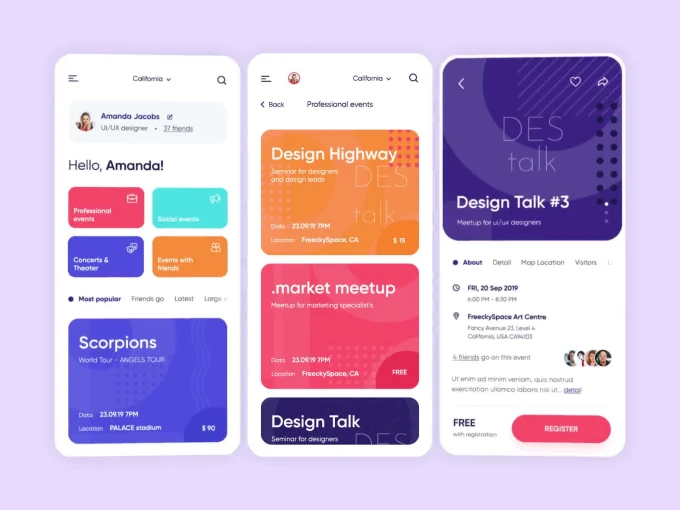 California
Amanda Jacobs
UI/UX designer • 37 friends
Hello, Amanda!
Professional
events
Social events
Concerts &
Theater
Events with
friends
Most popular Friends go Latest Large
Scorpions
World Tour - ANGELS TOUR
Data 23.09.19 7PM
Location PALACE stadium $ 90
California
Back Professional events
Design Highway
Seminar for designers
and design leads
DES
talk
Data 23.09.19 7PM
Location FreeckySpace, CA $ 15
.market meetup
Meetup for marketing specialist's
Data 23.09.19 7PM
Location FreeckySpace, CA FREE
Design Talk
Seminar for designers
DES
DES
talk
Design Talk #3
Meetup for ui/ux designers
About Detail Map Location Visitors
FRI, 20 Sep 2019
6:00 PM - 8:30 PM
FreeckySpace Art Centre
Fancy Avenue 23, Level 4
California, USA CA94103
4 friends go on this event
Ut enim ad minim veniam, quis nostrud
exercitation ullamco laboris nisi ut... detail
FREE
with registration
REGISTER